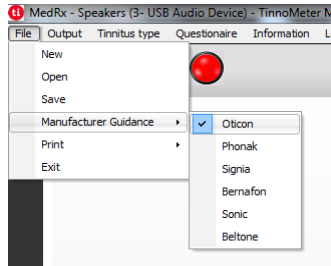 ti MedRx - Speakers (3- USB Audio Device) - TinnoMeter M
File Output Tinnitus type Questionaire Information L
New
Open
Save
Manufacturer Guidance
Print
Exit
Oticon
Phonak
Signia
Bernafon
Sonic
Beltone